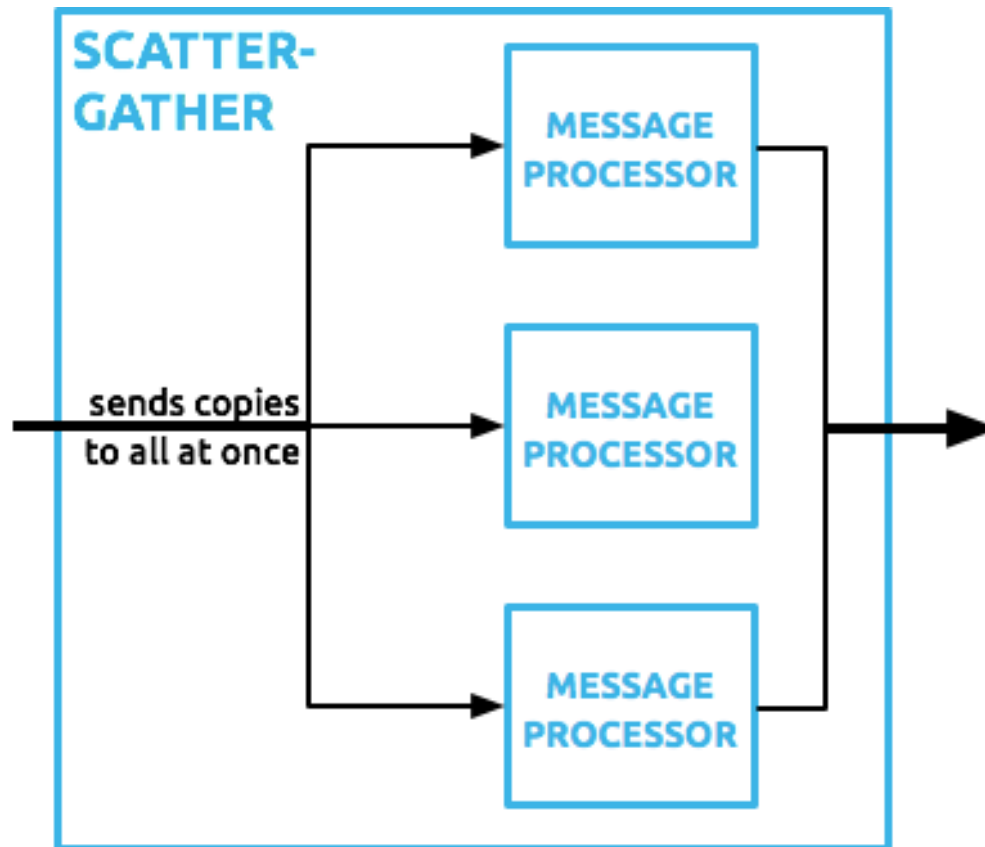 SCATTER-
GATHER
MESSAGE
PROCESSOR
sends copies
to all at once
MESSAGE
PROCESSOR
MESSAGE
PROCESSOR